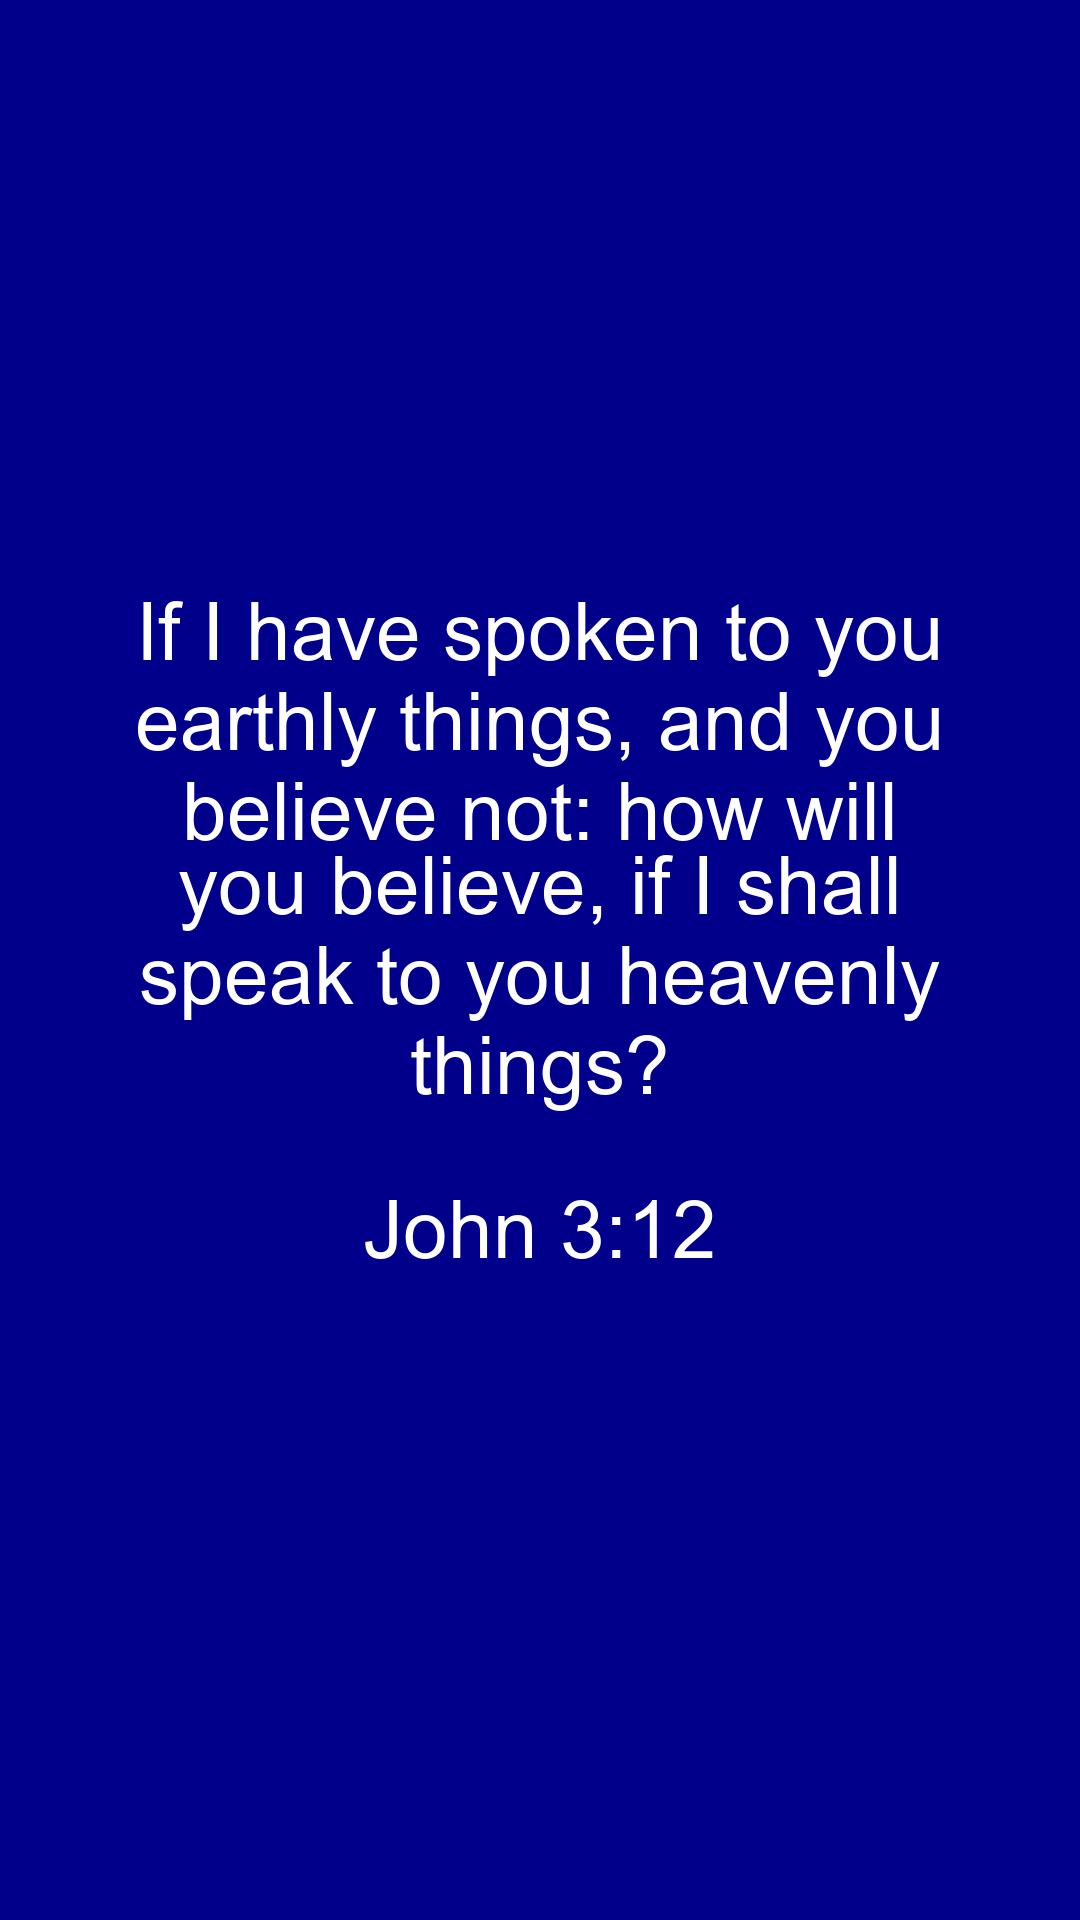 If I have spoken to you
earthly things, and you
believe not: how will
you believe, if I shall
speak to you heavenly
things?
John 3:12